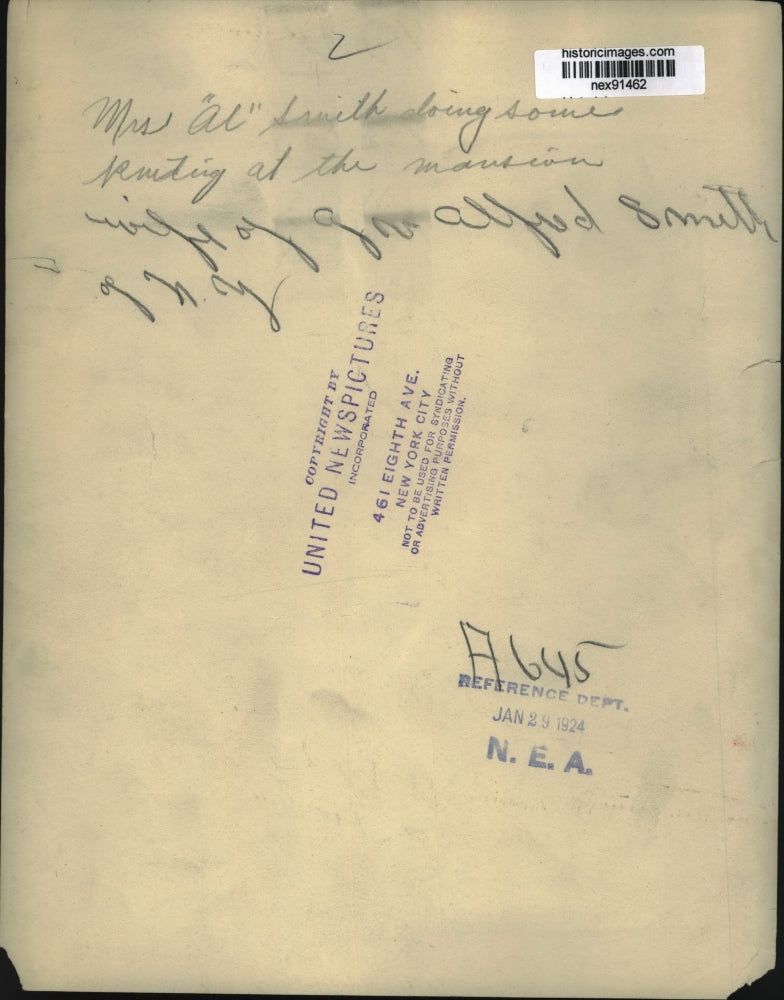 2
historicimages.com
nex91462
Mrs "Al" Smith doing some
knitting at the mansion
wife of Gov Alfred Smith
of N.Y
COPYRIGHT BY
UNITED NEWSPICTURES
INCORPORATED
461 EIGHTH AVE.
NEW YORK CITY
NOT TO BE USED FOR SYNDICATING
OR ADVERTISING PURPOSES WITHOUT
WRITTEN PERMISSION.
A645
REFERENCE DEPT.
JAN 29 1924
N. E. A.